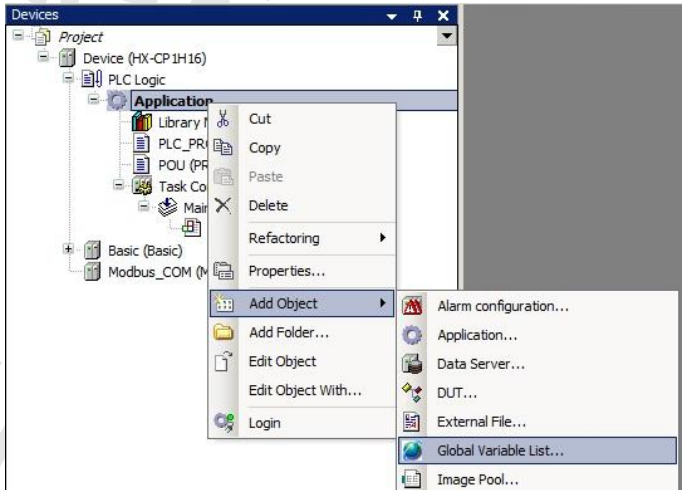 Devices
Project
Device (HX-CP1H16)
PLC Logic
Application
Library M
PLC_PR
POU (PR
Task Co
Main
Basic (Basic)
Modbus_COM (M
Cut
Copy
Paste
Delete
Refactoring
Properties...
Add Object
Add Folder...
Edit Object
Edit Object With...
Login
Alarm configuration...
Application...
Data Server...
DUT...
External File...
Global Variable List...
Image Pool...